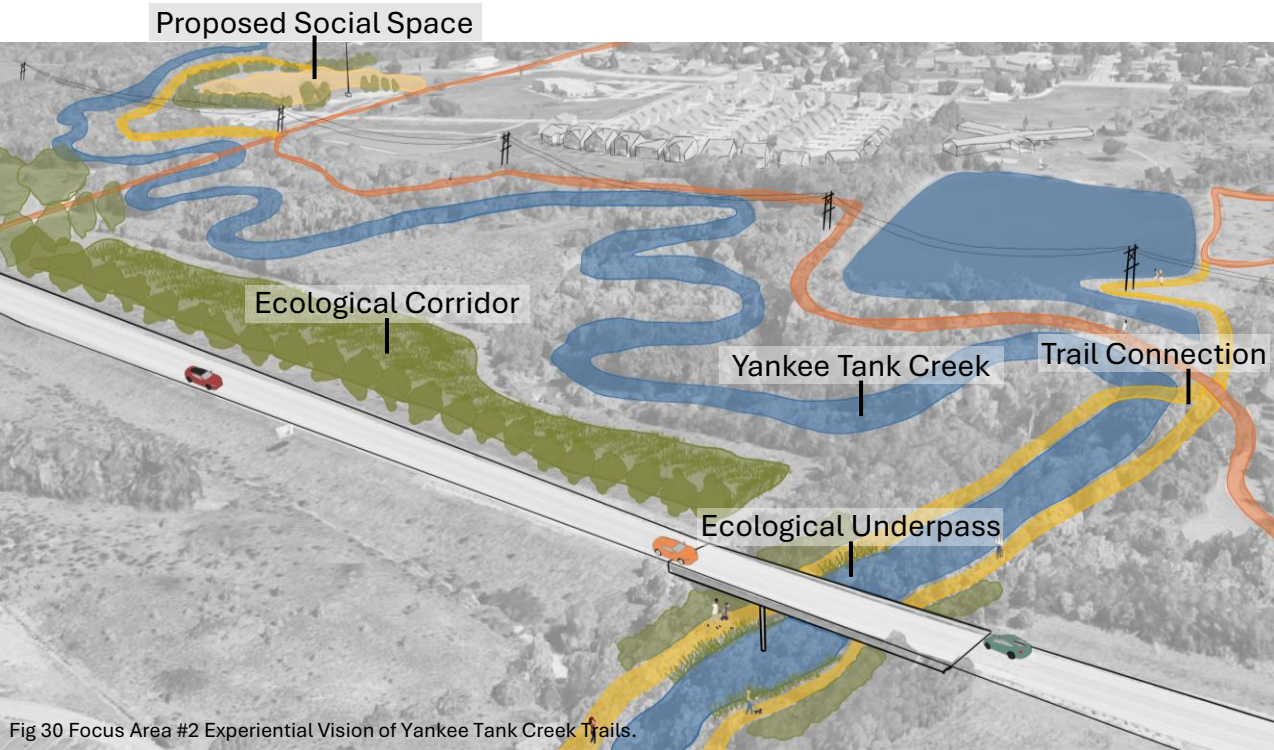 Proposed Social Space
Ecological Corridor
Yankee Tank Creek
Trail Connection
Ecological Underpass
Fig 30 Focus Area #2 Experiential Vision of Yankee Tank Creek Trails.